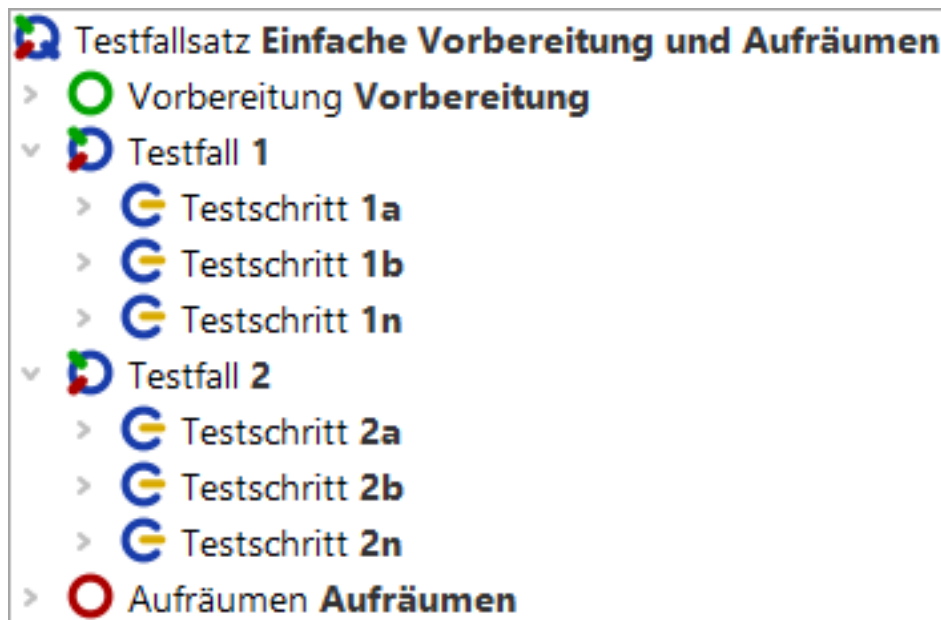 Testfallsatz Einfache Vorbereitung und Aufräumen
Vorbereitung Vorbereitung
Testfall 1
Testschritt 1a
Testschritt 1b
Testschritt 1n
Testfall 2
Testschritt 2a
Testschritt 2b
Testschritt 2n
Aufräumen Aufräumen